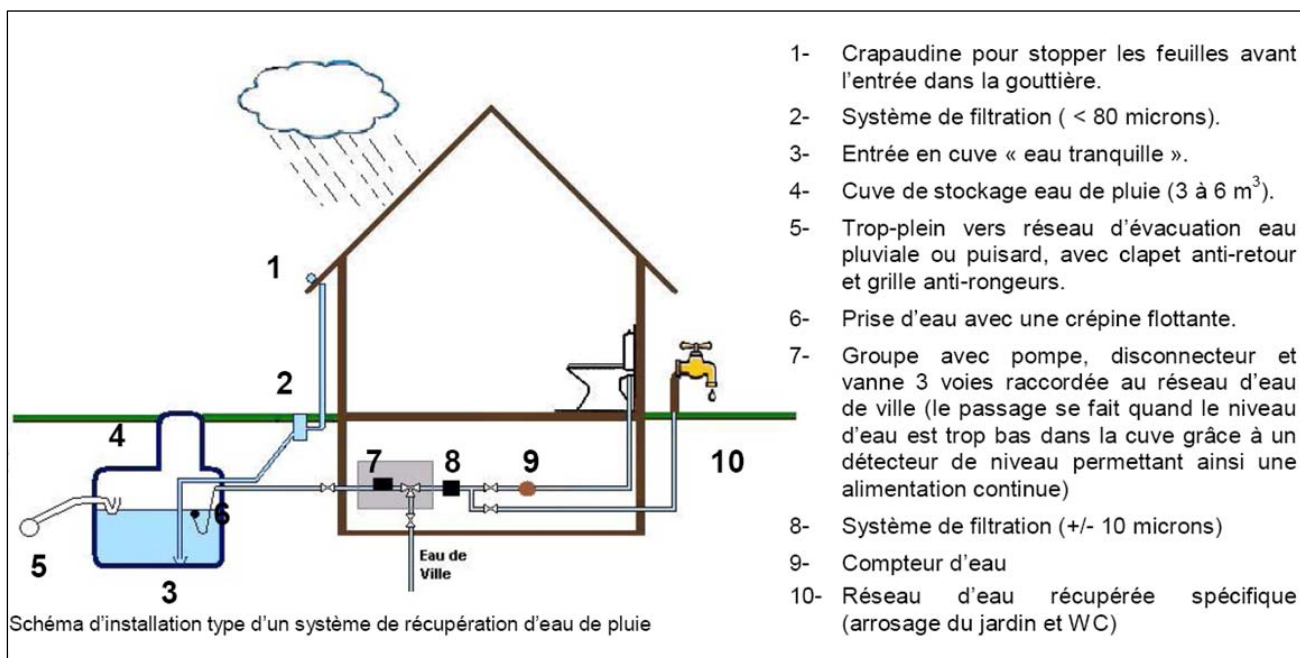 1- Crapaudine pour stopper les feuilles avant
l'entrée dans la gouttière.
2- Système de filtration ( < 80 microns).
3- Entrée en cuve « eau tranquille ».
4- Cuve de stockage eau de pluie (3 à 6 m³).
5- Trop-plein vers réseau d'évacuation eau
pluviale ou puisard, avec clapet anti-retour
et grille anti-rongeurs.
6- Prise d'eau avec une crépine flottante.
7- Groupe avec pompe, disconnecteur et
vanne 3 voies raccordée au réseau d'eau
de ville (le passage se fait quand le niveau
d'eau est trop bas dans la cuve grâce à un
détecteur de niveau permettant ainsi une
alimentation continue)
8- Système de filtration (+/- 10 microns)
9- Compteur d'eau
10- Réseau d'eau récupérée spécifique
(arrosage du jardin et WC)
1
2
4
7
8
9
10
6
5
3
Eau de
Ville
Schéma d'installation type d'un système de récupération d'eau de pluie